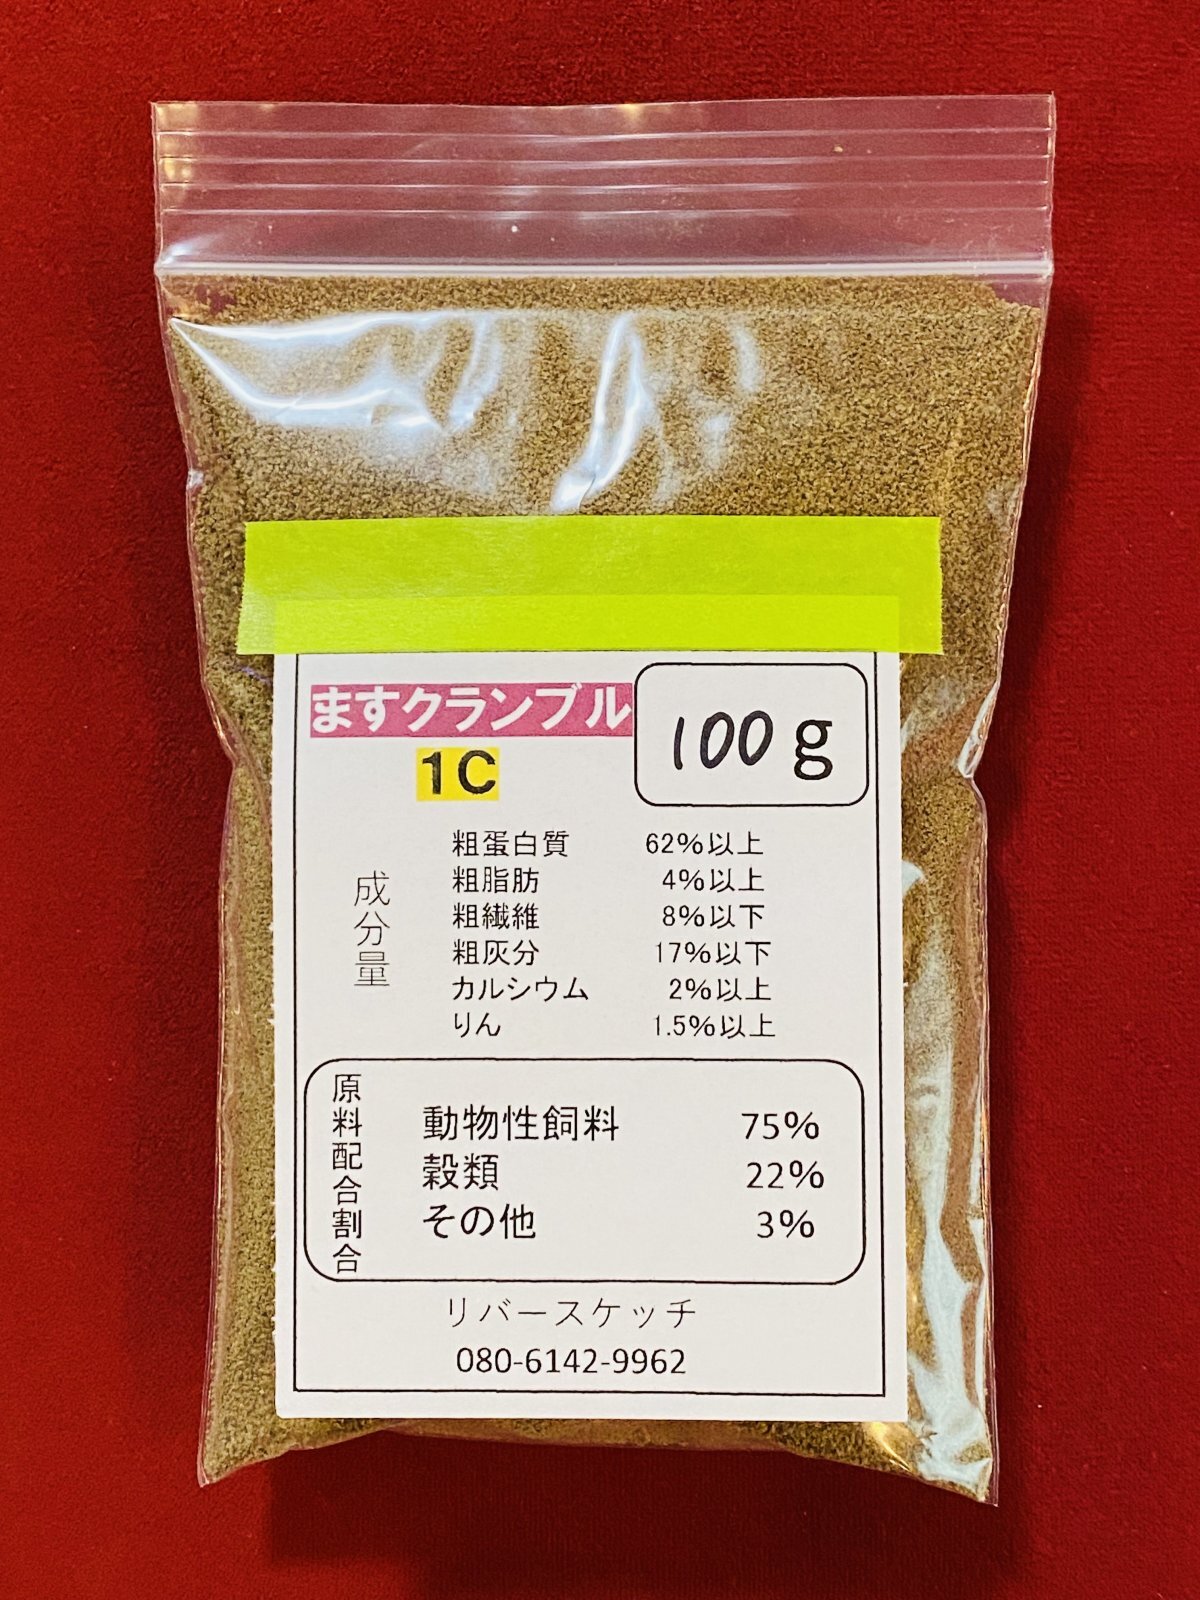 ますクランブル
1C
100g
成分量
粗蛋白質 62%以上
粗脂肪 4%以上
粗繊維 8%以下
粗灰分 17%以下
カルシウム 2%以上
りん 1.5%以上
原料配合割合
動物性飼料 75%
穀類 22%
その他 3%
リバースケッチ
080-6142-9962